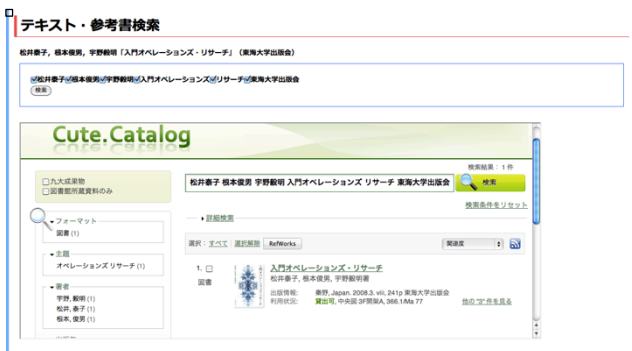 テキスト・参考書検索
松井泰子，根本俊男，宇野毅明「入門オペレーションズ・リサーチ」（東海大学出版会）
松井泰子 根本俊男 宇野毅明 入門オペレーションズ リサーチ 東海大学出版会
検索
Cute.Catalog
検索結果：1 件
九大成果物
図書館所蔵資料のみ
松井泰子 根本俊男 宇野毅明 入門オペレーションズ リサーチ 東海大学出版会
検索
検索条件をリセット
詳細検索
フォーマット
図書 (1)
選択：すべて 選択解除 RefWorks
関連度
主題
オペレーションズ リサーチ (1)
1.
図書
入門オペレーションズ・リサーチ
松井泰子, 根本俊男, 宇野毅明著
出版情報: 秦野, Japan. 2008.3. viii, 241p 東海大学出版会
利用状況: 貸出可, 中央図 3F開架A, 366.1/Ma 77
他の "3" 件を見る
著者
宇野, 毅明 (1)
松井, 泰子 (1)
根本, 俊男 (1)